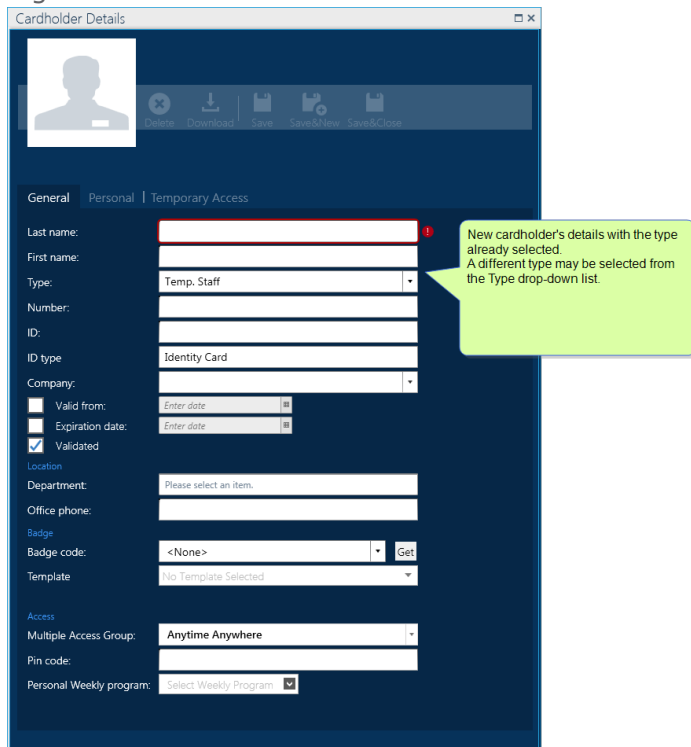 Cardholder Details
Delete Download Save Save&New Save&Close
General Personal Temporary Access
Last name:
First name:
Type: Temp. Staff
Number:
ID:
ID type Identity Card
Company:
Valid from: Enter date
Expiration date: Enter date
Validated
Location
Department: Please select an item.
Office phone:
Badge
Badge code: <None> Get
Template No Template Selected
Access
Multiple Access Group: Anytime Anywhere
Pin code:
Personal Weekly program: Select Weekly Program
New cardholder's details with the type
already selected.
A different type may be selected from
the Type drop-down list.